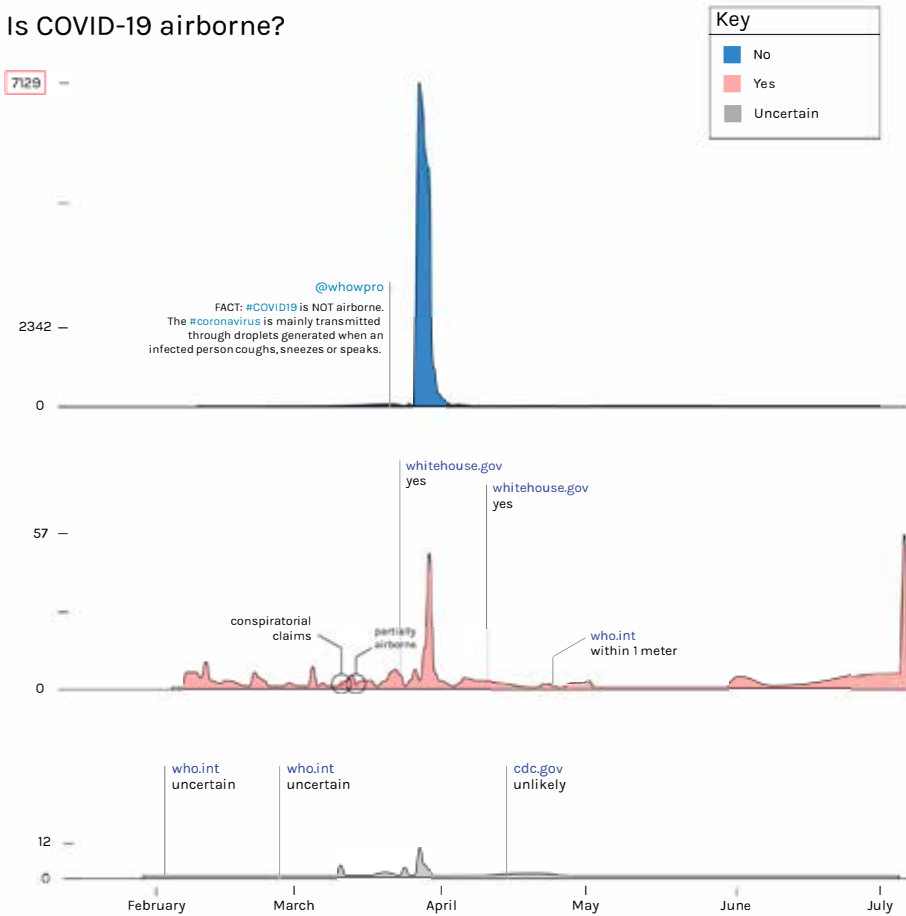 Is COVID-19 airborne?
Key
No
Yes
Uncertain
7129
@whowpro
FACT: #COVID19 is NOT airborne.
The #coronavirus is mainly transmitted
through droplets generated when an
infected person coughs, sneezes or speaks.
2342
0
whitehouse.gov
yes
whitehouse.gov
yes
57
conspiratorial
claims
partially
airborne
who.int
within 1 meter
0
who.int
uncertain
who.int
uncertain
cdc.gov
unlikely
12
0
February
March
April
May
June
July